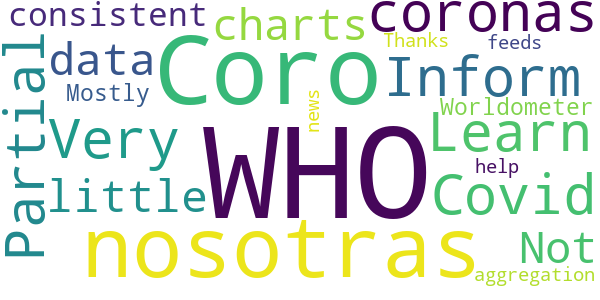 consistent
charts
coronas
Thanks
feeds
Partial
data
Mostly
Coro
Inform
news
Worldometer
Very
Learn
WHO
help
little
Covid
nosotras
Not
aggregation